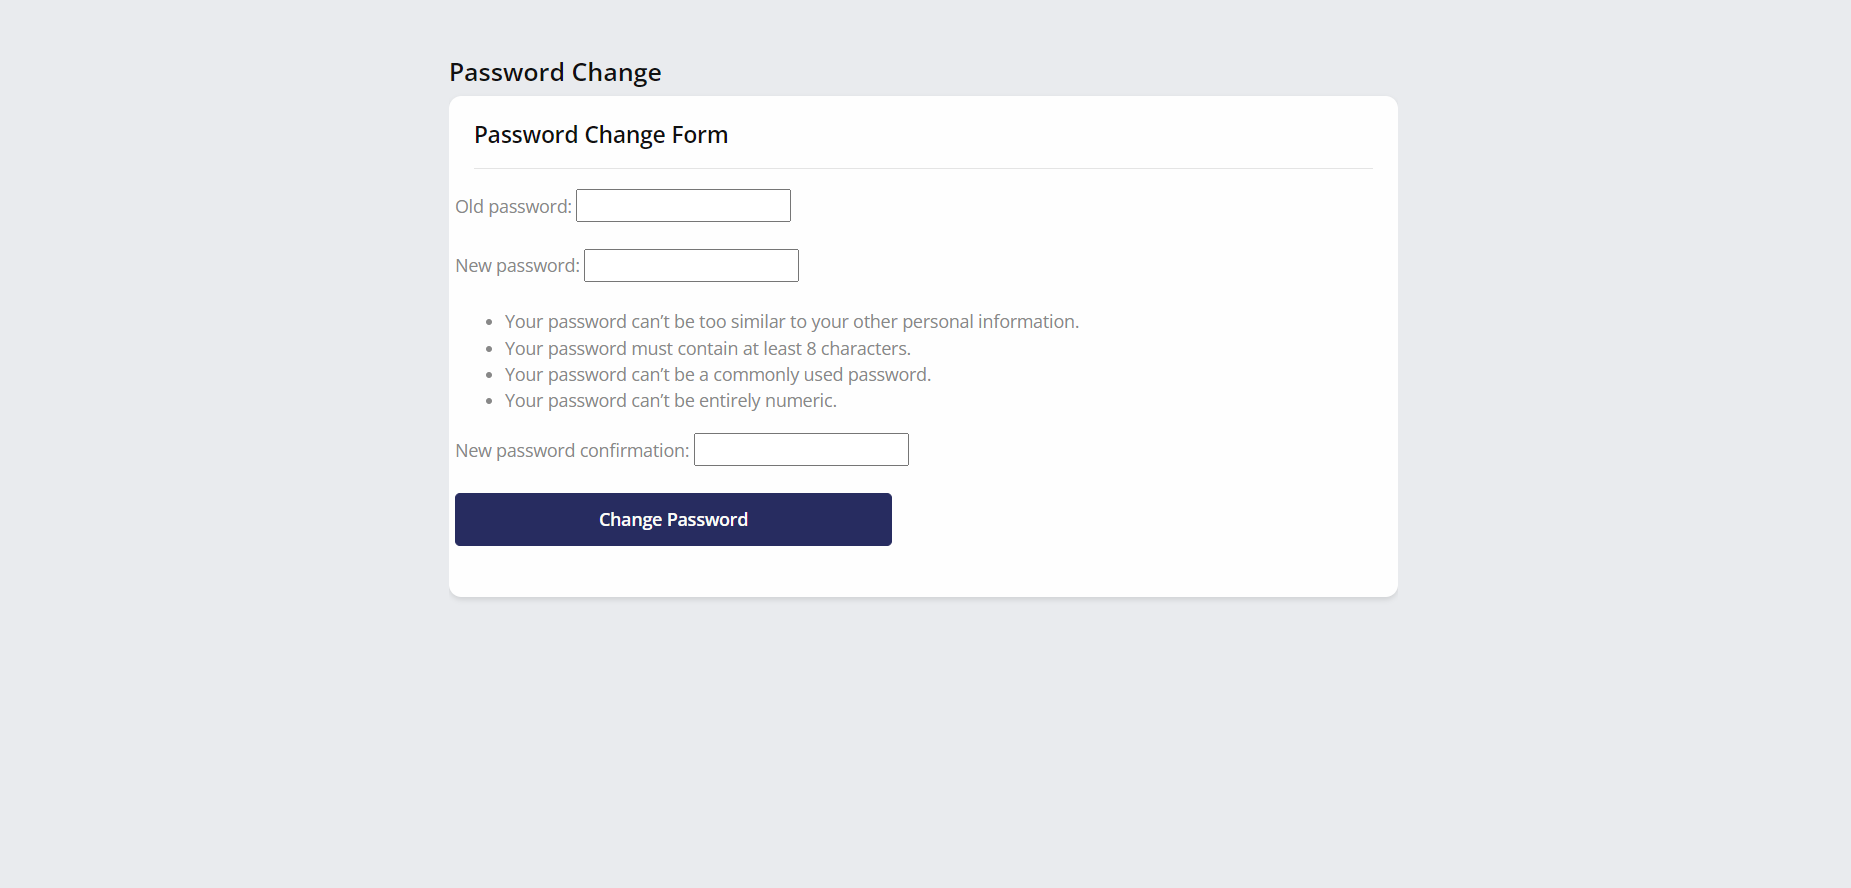 Password Change
Password Change Form
Old password:
New password:
• Your password can’t be too similar to your other personal information.
• Your password must contain at least 8 characters.
• Your password can’t be a commonly used password.
• Your password can’t be entirely numeric.
New password confirmation:
Change Password